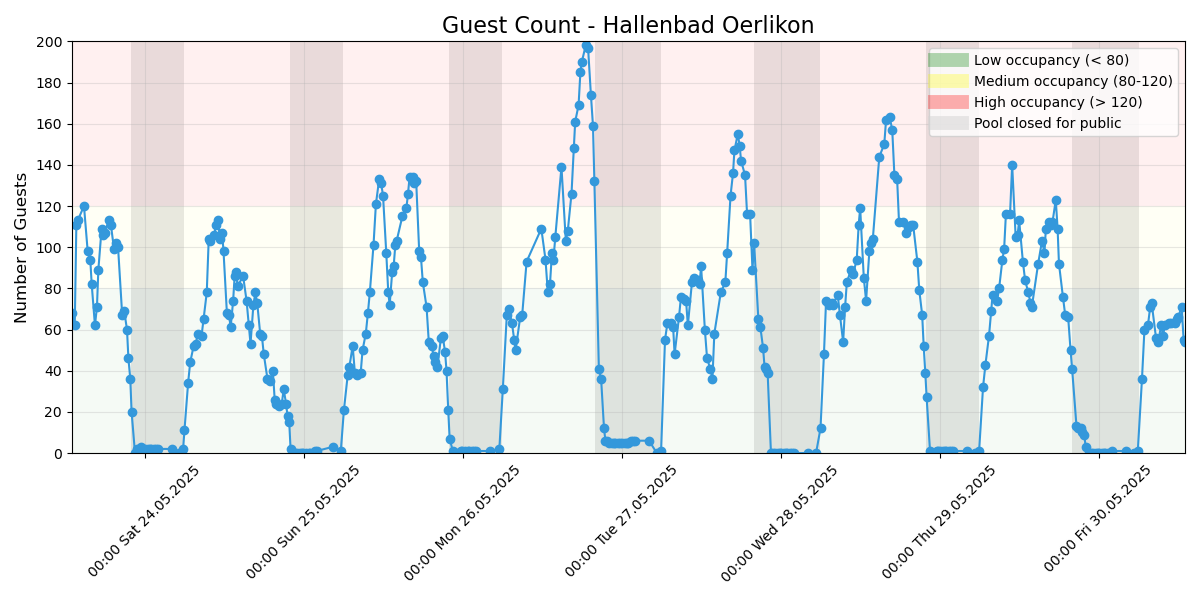 Guest Count - Hallenbad Oerlikon
Number of Guests
200
180
160
140
120
100
80
60
40
20
0
Low occupancy (< 80)
Medium occupancy (80-120)
High occupancy (> 120)
Pool closed for public
00:00 Sat 24.05.2025
00:00 Sun 25.05.2025
00:00 Mon 26.05.2025
00:00 Tue 27.05.2025
00:00 Wed 28.05.2025
00:00 Thu 29.05.2025
00:00 Fri 30.05.2025